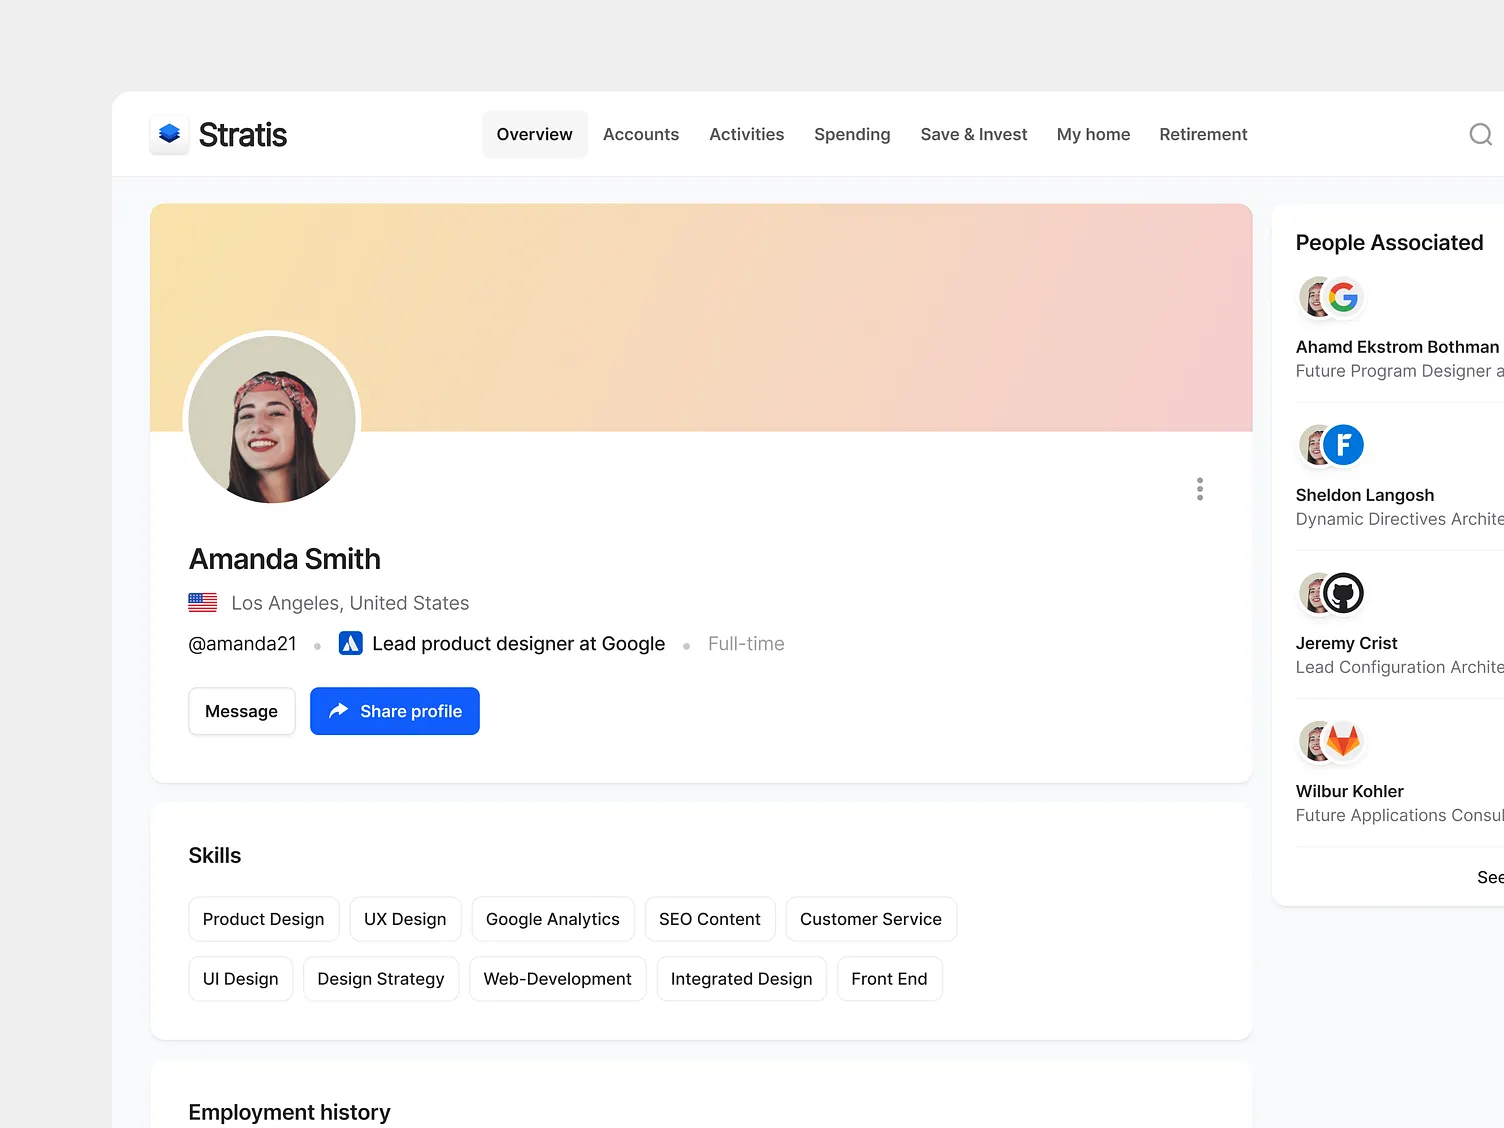 Stratis
Overview
Accounts
Activities
Spending
Save & Invest
My home
Retirement
Amanda Smith
Los Angeles, United States
@amanda21 • Lead product designer at Google • Full-time
Message
Share profile
Skills
Product Design
UX Design
Google Analytics
SEO Content
Customer Service
UI Design
Design Strategy
Web-Development
Integrated Design
Front End
Employment history
People Associated
Ahamd Ekstrom Bothman
Future Program Designer a
Sheldon Langosh
Dynamic Directives Archite
Jeremy Crist
Lead Configuration Archite
Wilbur Kohler
Future Applications Consul
See